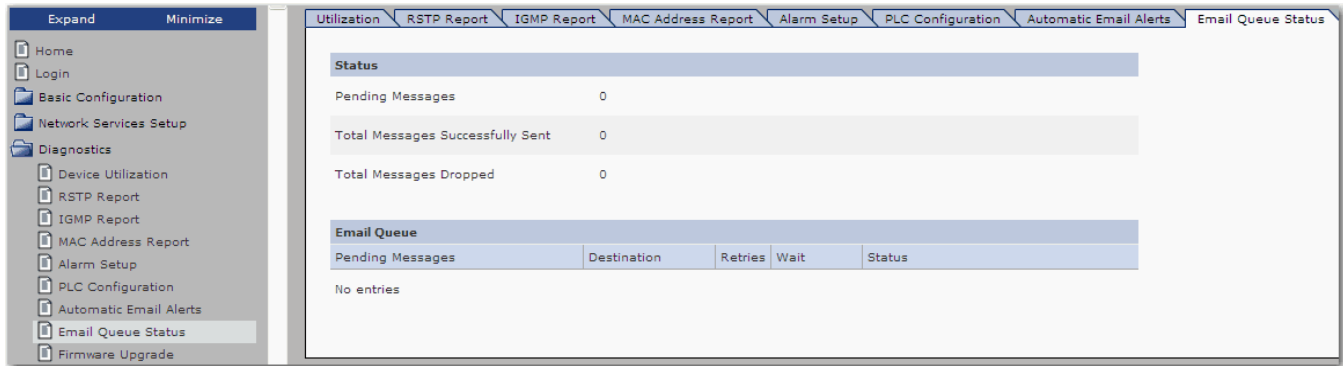 Expand Minimize
Home
Login
Basic Configuration
Network Services Setup
Diagnostics
Device Utilization
RSTP Report
IGMP Report
MAC Address Report
Alarm Setup
PLC Configuration
Automatic Email Alerts
Email Queue Status
Firmware Upgrade
Utilization RSTP Report IGMP Report MAC Address Report Alarm Setup PLC Configuration Automatic Email Alerts Email Queue Status
Status
Pending Messages 0
Total Messages Successfully Sent 0
Total Messages Dropped 0
Email Queue
Pending Messages Destination Retries Wait Status
No entries